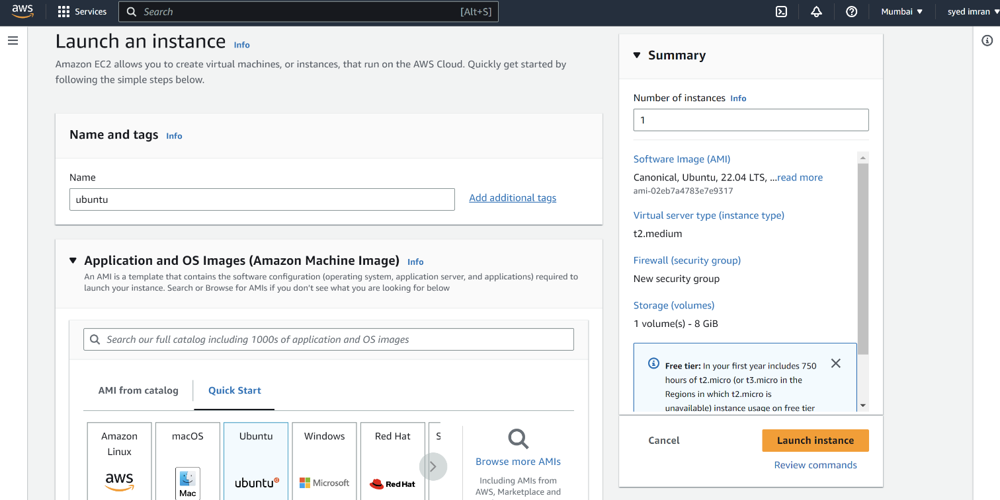 aws
Services
Search
[Alt+S]
Mumbai
syed imran
Launch an instance Info
Amazon EC2 allows you to create virtual machines, or instances, that run on the AWS Cloud. Quickly get started by
following the simple steps below.
Name and tags Info
Name
ubuntu
Add additional tags
Application and OS Images (Amazon Machine Image) Info
An AMI is a template that contains the software configuration (operating system, application server, and applications) required to
launch your instance. Search or Browse for AMIs if you don't see what you are looking for below
Search our full catalog including 1000s of application and OS images
AMI from catalog
Quick Start
Amazon
Linux
aws
macOS
Mac
Ubuntu
ubuntu
Windows
Microsoft
Red Hat
Red Hat
S
Browse more AMIs
Including AMIs from
AWS, Marketplace and
Summary
Number of instances Info
1
Software Image (AMI)
Canonical, Ubuntu, 22.04 LTS, ...read more
ami-02eb7a4783e7e9317
Virtual server type (instance type)
t2.medium
Firewall (security group)
New security group
Storage (volumes)
1 volume(s) - 8 GiB
Free tier: In your first year includes 750
hours of t2.micro (or t3.micro in the
Regions in which t2.micro is
unavailable) instance usage on free tier
Cancel
Launch instance
Review commands